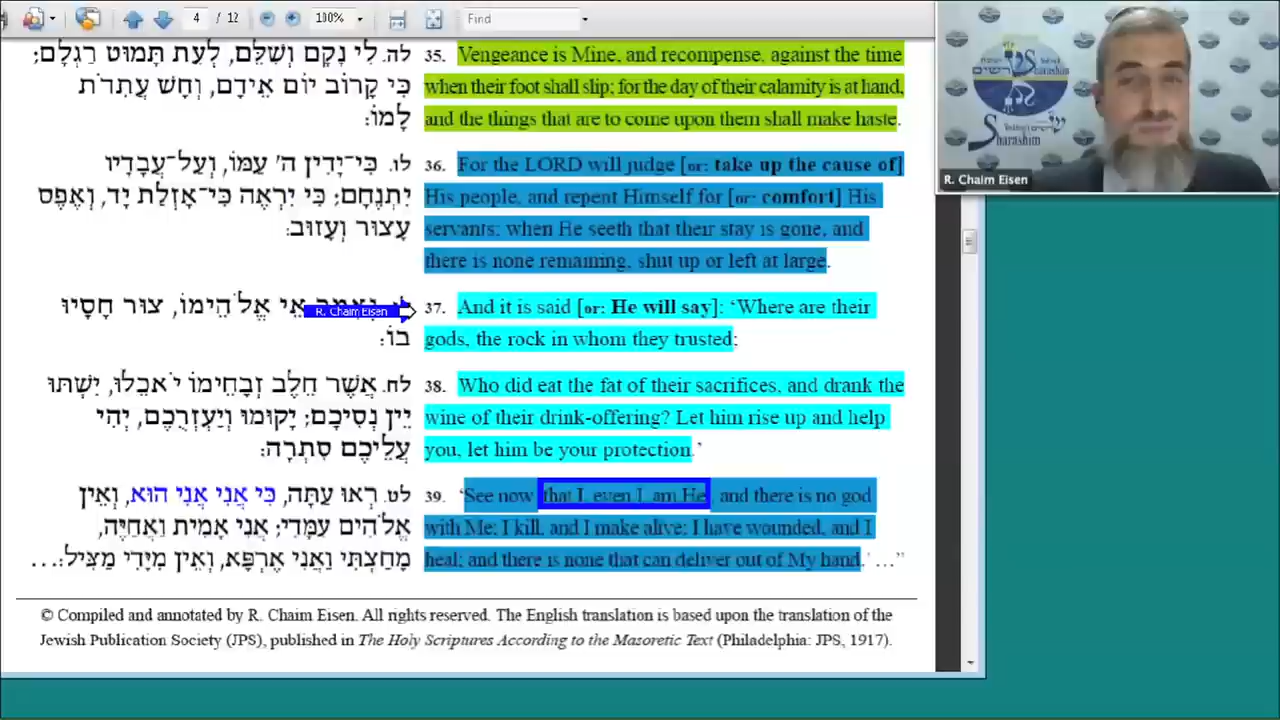 4 / 12
100%
Find
לה. לִי נָקָם וְשִׁלֵּם, לְעֵת תָּמוּט רַגְלָם;
כִּי קָרוֹב יוֹם אֵידָם, וְחָשׁ עֲתִדֹת
לָמוֹ:
35. Vengeance is Mine, and recompense, against the time
when their foot shall slip; for the day of their calamity is at hand,
and the things that are to come upon them shall make haste.
לו. כִּי־יָדִין ה' עַמּוֹ, וְעַל־עֲבָדָיו
יִתְנֶחָם; כִּי יִרְאֶה כִּי־אָזְלַת יָד, וְאֶפֶס
עָצוּר וְעָזוּב:
36. For the LORD will judge [or: take up the cause of]
His people, and repent Himself for [or: comfort] His
servants; when He seeth that their stay is gone, and
there is none remaining, shut up or left at large.
אֵי אֱלֹהֵימוֹ, צוּר חָסָיוּ
בוֹ:
R. Chaim Eisen
37. And it is said [or: He will say]: ‘Where are their
gods, the rock in whom they trusted;
לח. אֲשֶׁר חֵלֶב זְבָחֵימוֹ יֹאכֵלוּ, יִשְׁתּוּ
יֵין נְסִיכָם; יָקוּמוּ וְיַעְזְרֻכֶם, יְהִי
עֲלֵיכֶם סִתְרָה:
38. Who did eat the fat of their sacrifices, and drank the
wine of their drink-offering? Let him rise up and help
you, let him be your protection.’
לט. רְאוּ עַתָּה, כִּי אֲנִי אֲנִי הוּא, וְאֵין
אֱלֹהִים עִמָּדִי; אֲנִי אָמִית וַאֲחַיֶּה,
מָחַצְתִּי וַאֲנִי אֶרְפָּא, וְאֵין מִיָּדִי מַצִּיל:...
39. ‘See now that I, even I, am He, and there is no god
with Me; I kill, and I make alive; I have wounded, and I
heal; and there is none that can deliver out of My hand.’ ...”
© Compiled and annotated by R. Chaim Eisen. All rights reserved. The English translation is based upon the translation of the
Jewish Publication Society (JPS), published in The Holy Scriptures According to the Masoretic Text (Philadelphia: JPS, 1917).
Sharashim
R. Chaim Eisen